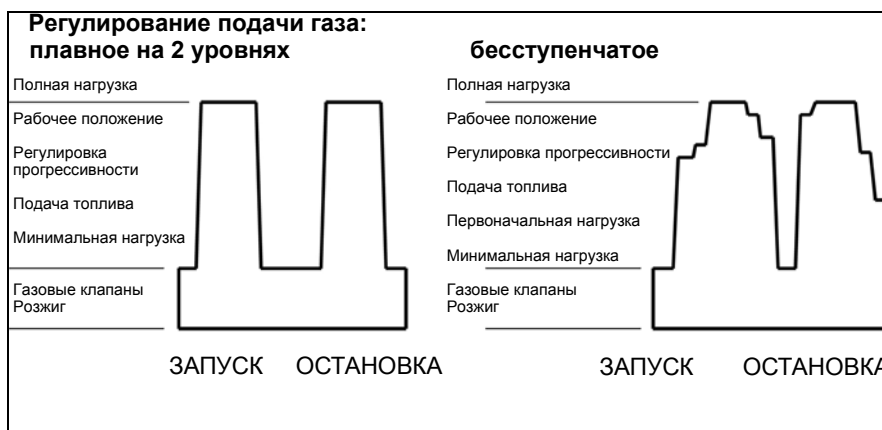 Регулирование подачи газа:
плавное на 2 уровнях
бесступенчатое
Полная нагрузка
Рабочее положение
Регулировка
прогрессивности
Подача топлива
Минимальная нагрузка
Газовые клапаны
Розжиг
ЗАПУСК ОСТАНОВКА
Полная нагрузка
Рабочее положение
Регулировка прогрессивности
Подача топлива
Первоначальная нагрузка
Минимальная нагрузка
Газовые клапаны
Розжиг
ЗАПУСК ОСТАНОВКА